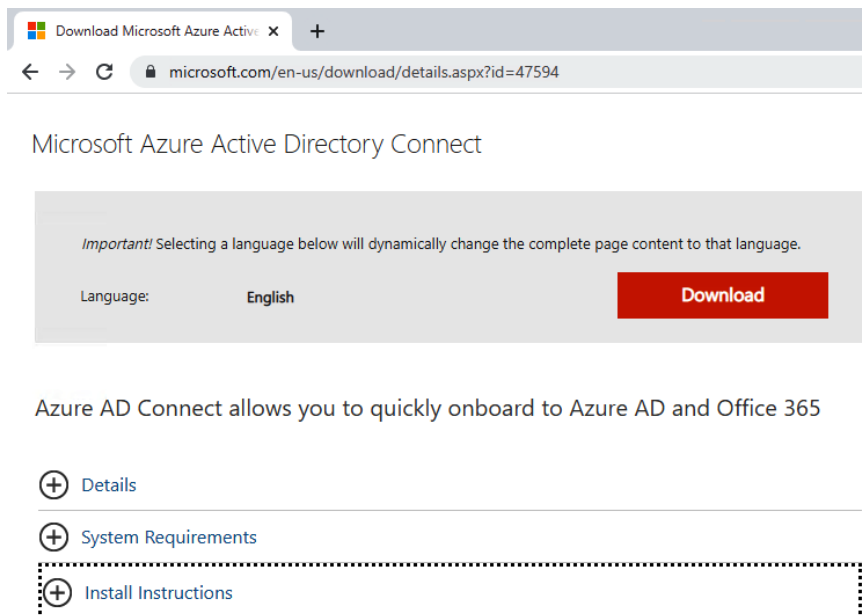 Download Microsoft Azure Active
microsoft.com/en-us/download/details.aspx?id=47594
Microsoft Azure Active Directory Connect
Important! Selecting a language below will dynamically change the complete page content to that language.
Language: English Download
Azure AD Connect allows you to quickly onboard to Azure AD and Office 365
Details
System Requirements
Install Instructions